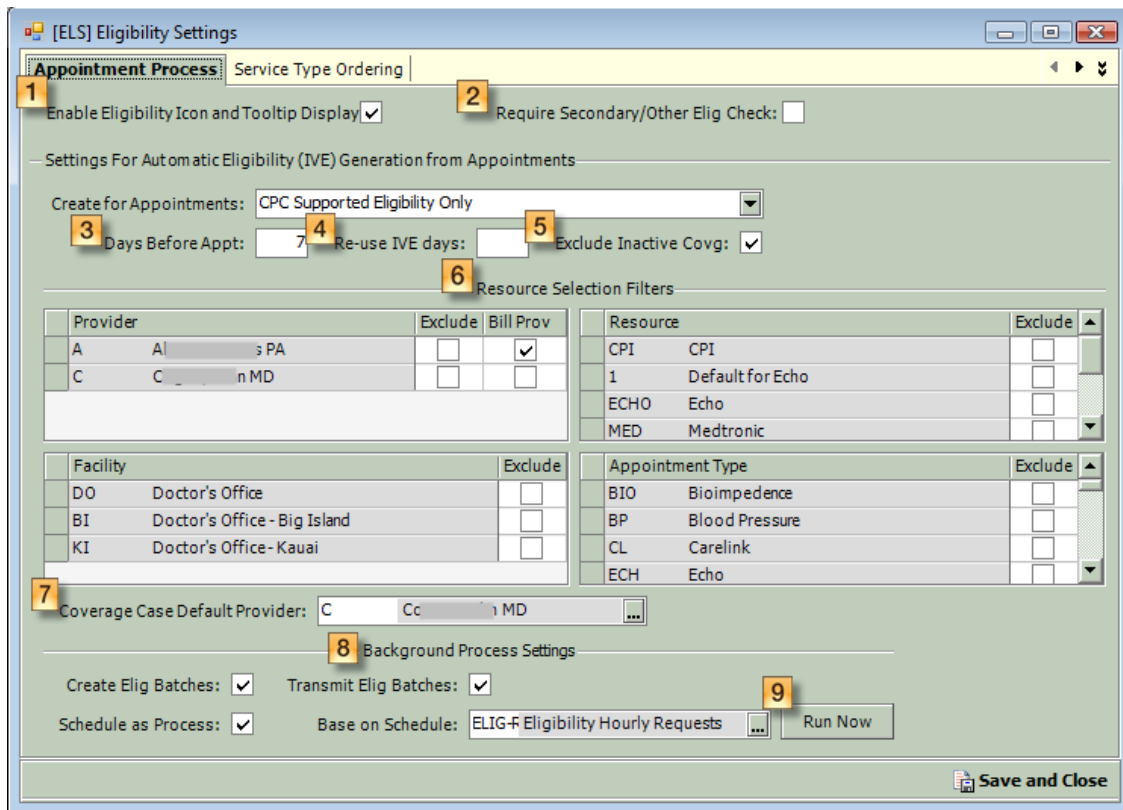 [ELS] Eligibility Settings
Appointment Process Service Type Ordering
1 2
Enable Eligibility Icon and Tooltip Display Require Secondary/Other Elig Check:
Settings For Automatic Eligibility (IVE) Generation from Appointments
Create for Appointments: CPC Supported Eligibility Only
3 Days Before Appt: 7 4 Re-use IVE days: 5 Exclude Inactive Covg:
6 Resource Selection Filters
Provider Exclude Bill Prov
A PA
C MD
Resource Exclude
CPI CPI
1 Default for Echo
ECHO Echo
MED Medtronic
Facility Exclude
DO Doctor's Office
BI Doctor's Office - Big Island
KI Doctor's Office- Kauai
Appointment Type Exclude
BIO Bioimpedence
BP Blood Pressure
CL Carelink
ECH Echo
7 Coverage Case Default Provider: C MD ...
8 Background Process Settings
Create Elig Batches: Transmit Elig Batches:
Schedule as Process: Base on Schedule: Eligibility Hourly Requests ... 9 Run Now
Save and Close